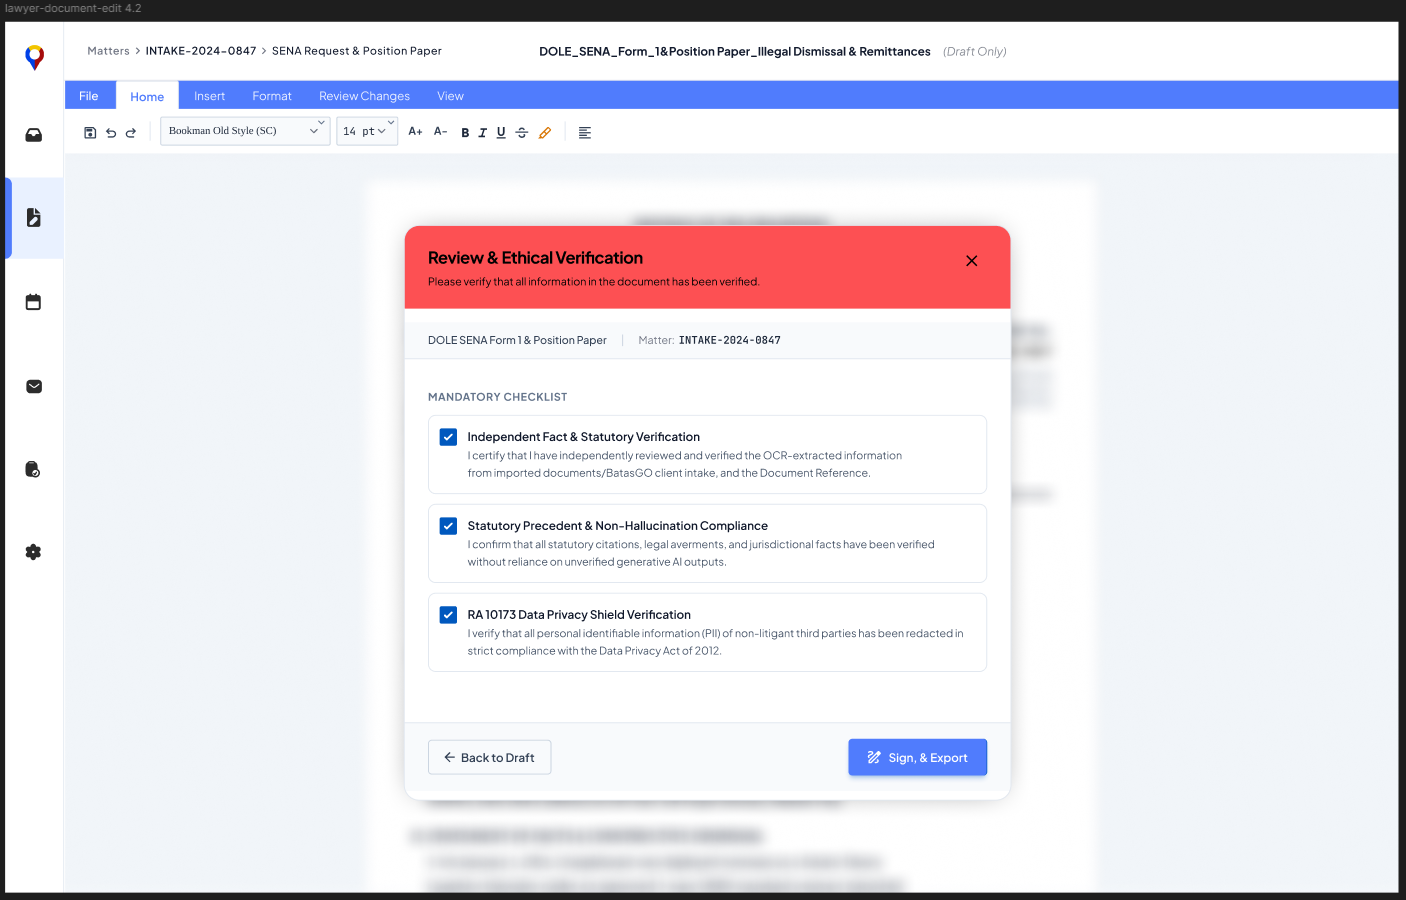 lawyer-document-edit 4.2
Matters > INTAKE-2024-0847 > SENA Request & Position Paper
DOLE_SENA_Form_1&Position Paper_Illegal Dismissal & Remittances (Draft Only)
File Home Insert Format Review Changes View
Bookman Old Style (SC) 14 pt A+ A- B I U S
Review & Ethical Verification
Please verify that all information in the document has been verified.
DOLE SENA Form 1 & Position Paper | Matter: INTAKE-2024-0847
MANDATORY CHECKLIST
Independent Fact & Statutory Verification
I certify that I have independently reviewed and verified the OCR-extracted information
from imported documents/BatasGO client intake, and the Document Reference.
Statutory Precedent & Non-Hallucination Compliance
I confirm that all statutory citations, legal averments, and jurisdictional facts have been verified
without reliance on unverified generative AI outputs.
RA 10173 Data Privacy Shield Verification
I verify that all personal identifiable information (PII) of non-litigant third parties has been redacted in
strict compliance with the Data Privacy Act of 2012.
← Back to Draft
Sign, & Export